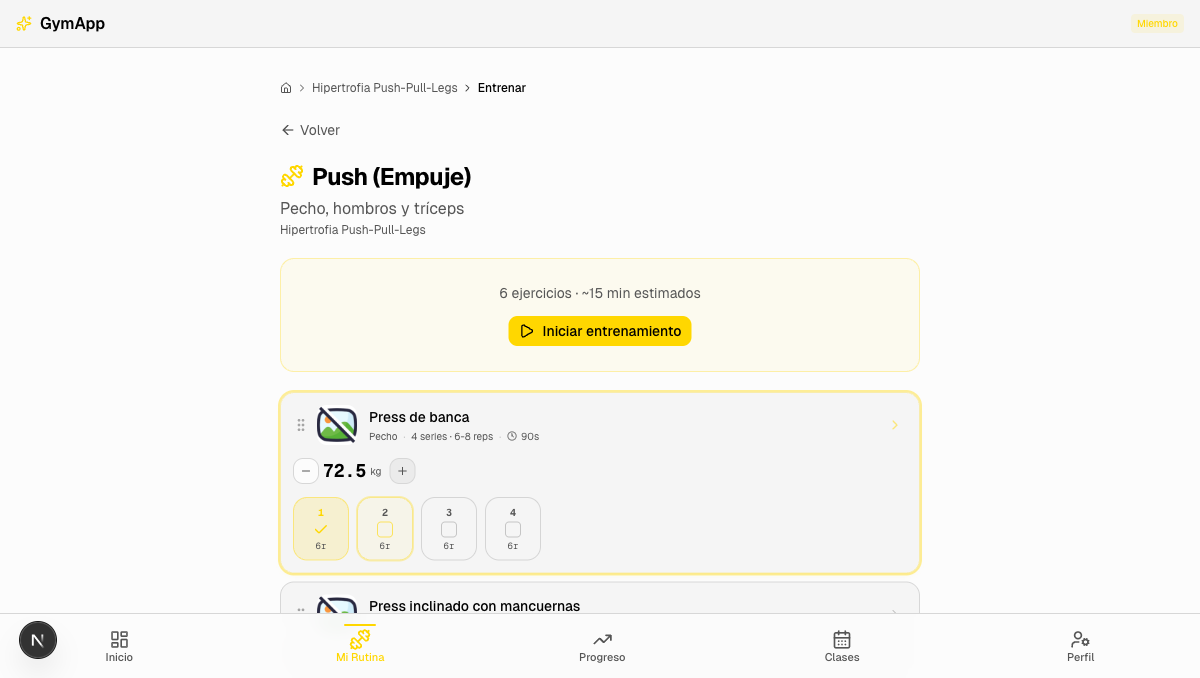 GymApp
Miembro
Hipertrofia Push-Pull-Legs
Entrenar
Volver
Push (Empuje)
Pecho, hombros y tríceps
Hipertrofia Push-Pull-Legs
6 ejercicios · ~15 min estimados
Iniciar entrenamiento
Press de banca
Pecho · 4 series · 6-8 reps · 90s
72.5 kg
1 2 3 4
6r 6r 6r 6r
Press inclinado con mancuernas
N
Inicio Mi Rutina Progreso Clases Perfil